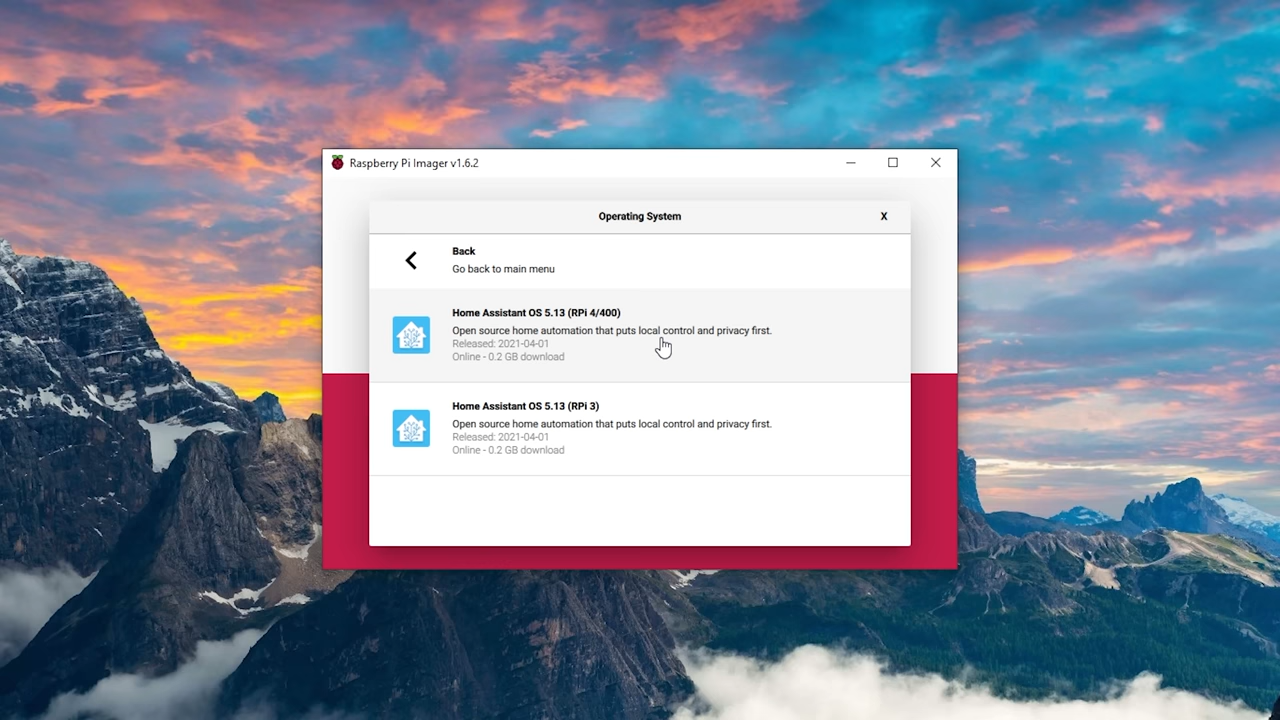 Raspberry Pi Imager v1.6.2
Operating System
X
Back
Go back to main menu
Home Assistant OS 5.13 (RPi 4/400)
Open source home automation that puts local control and privacy first.
Released: 2021-04-01
Online - 0.2 GB download
Home Assistant OS 5.13 (RPi 3)
Open source home automation that puts local control and privacy first.
Released: 2021-04-01
Online - 0.2 GB download